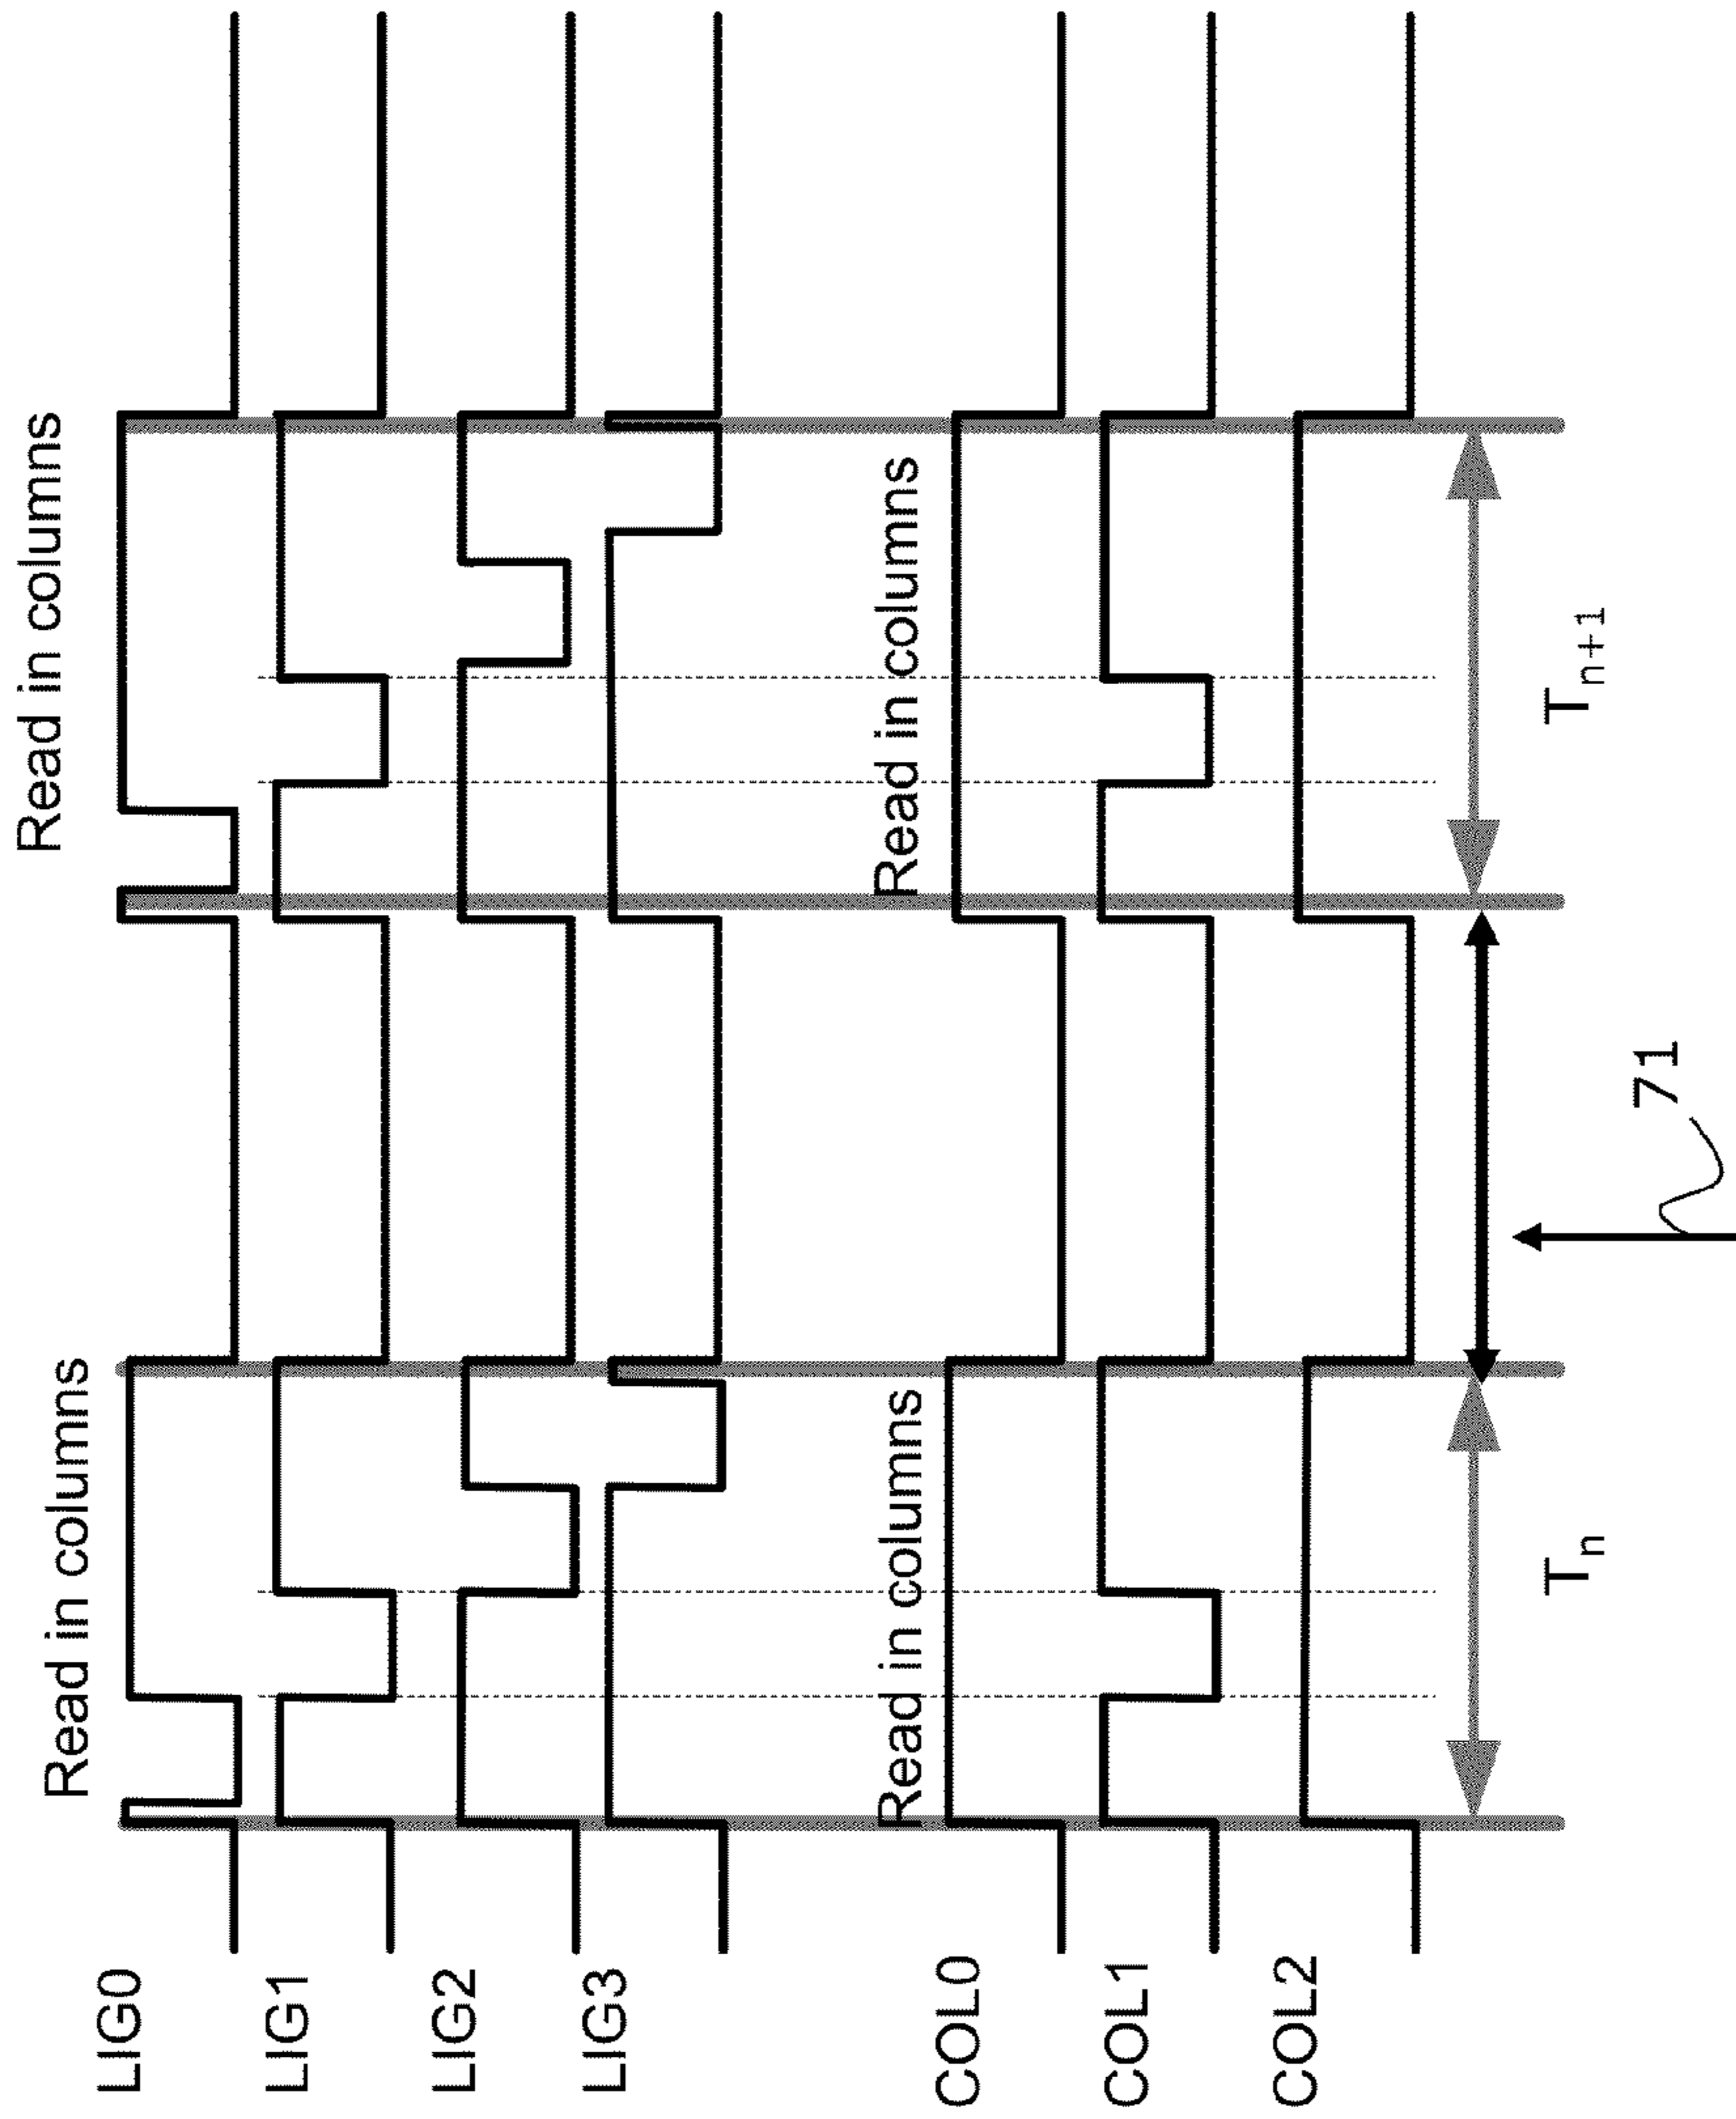 Read in columns
Read in columns
LIG0
LIG1
LIG2
LIG3
Read in columns
Read in columns
COL0
COL1
COL2
Tn
Tn+1
71